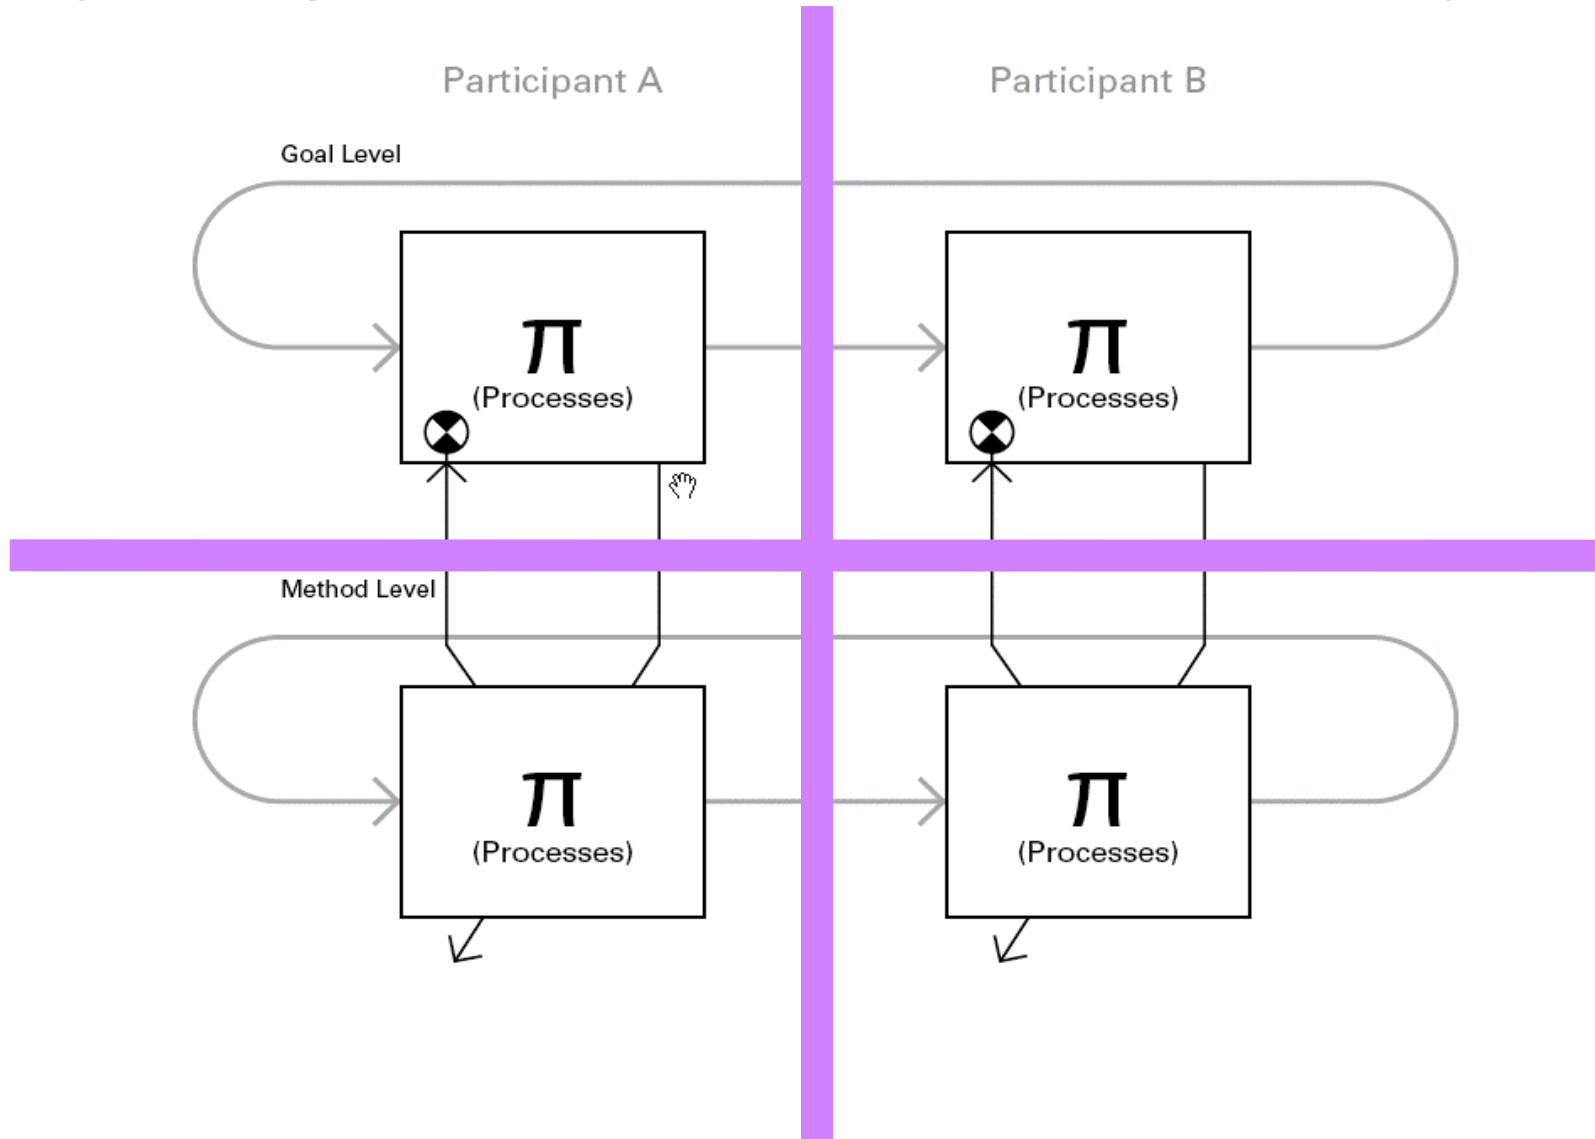 Participant A
Participant B
Goal Level
π
(Processes)
π
(Processes)
Method Level
π
(Processes)
π
(Processes)